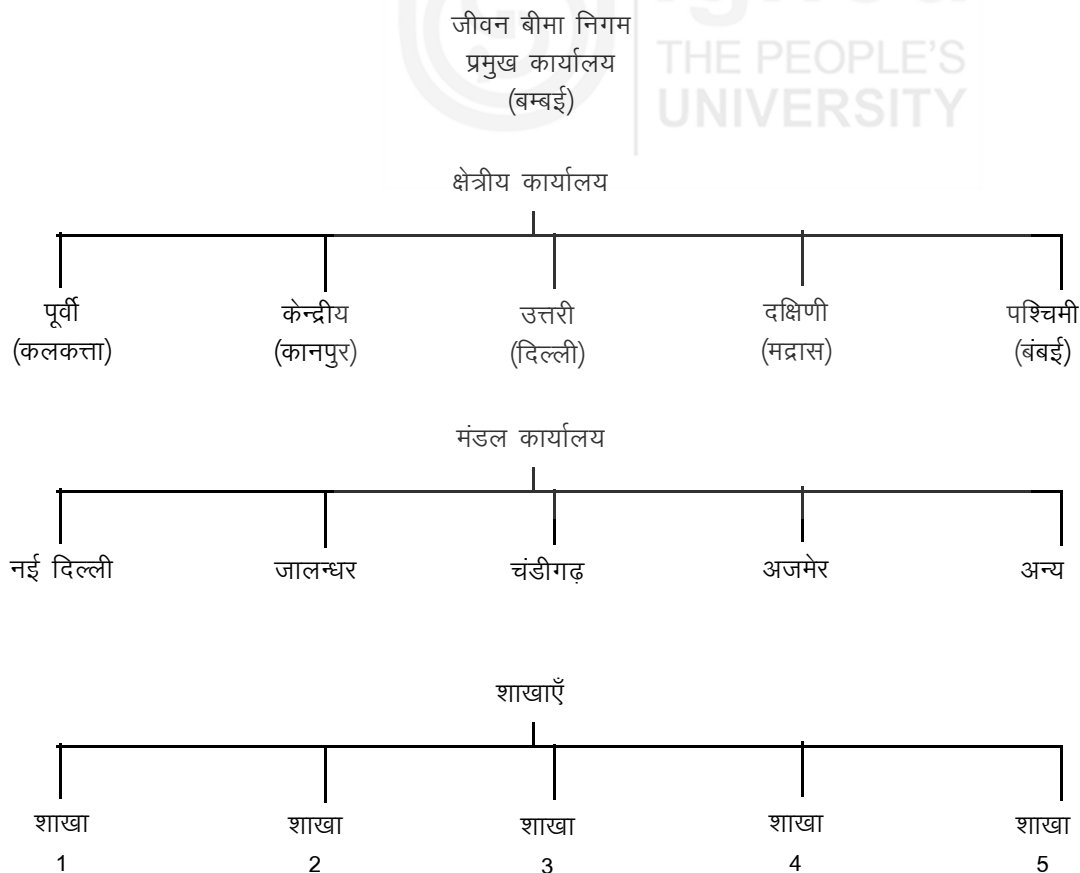 ignou
THE PEOPLE'S
UNIVERSITY
जीवन बीमा निगम
प्रमुख कार्यालय
(बम्बई)
क्षेत्रीय कार्यालय
पूर्वी केन्द्रीय उत्तरी दक्षिणी पश्चिमी
(कलकत्ता) (कानपुर) (दिल्ली) (मद्रास) (बंबई)
मंडल कार्यालय
नई दिल्ली जालन्धर चंडीगढ़ अजमेर अन्य
शाखाएँ
शाखा शाखा शाखा शाखा शाखा
1 2 3 4 5